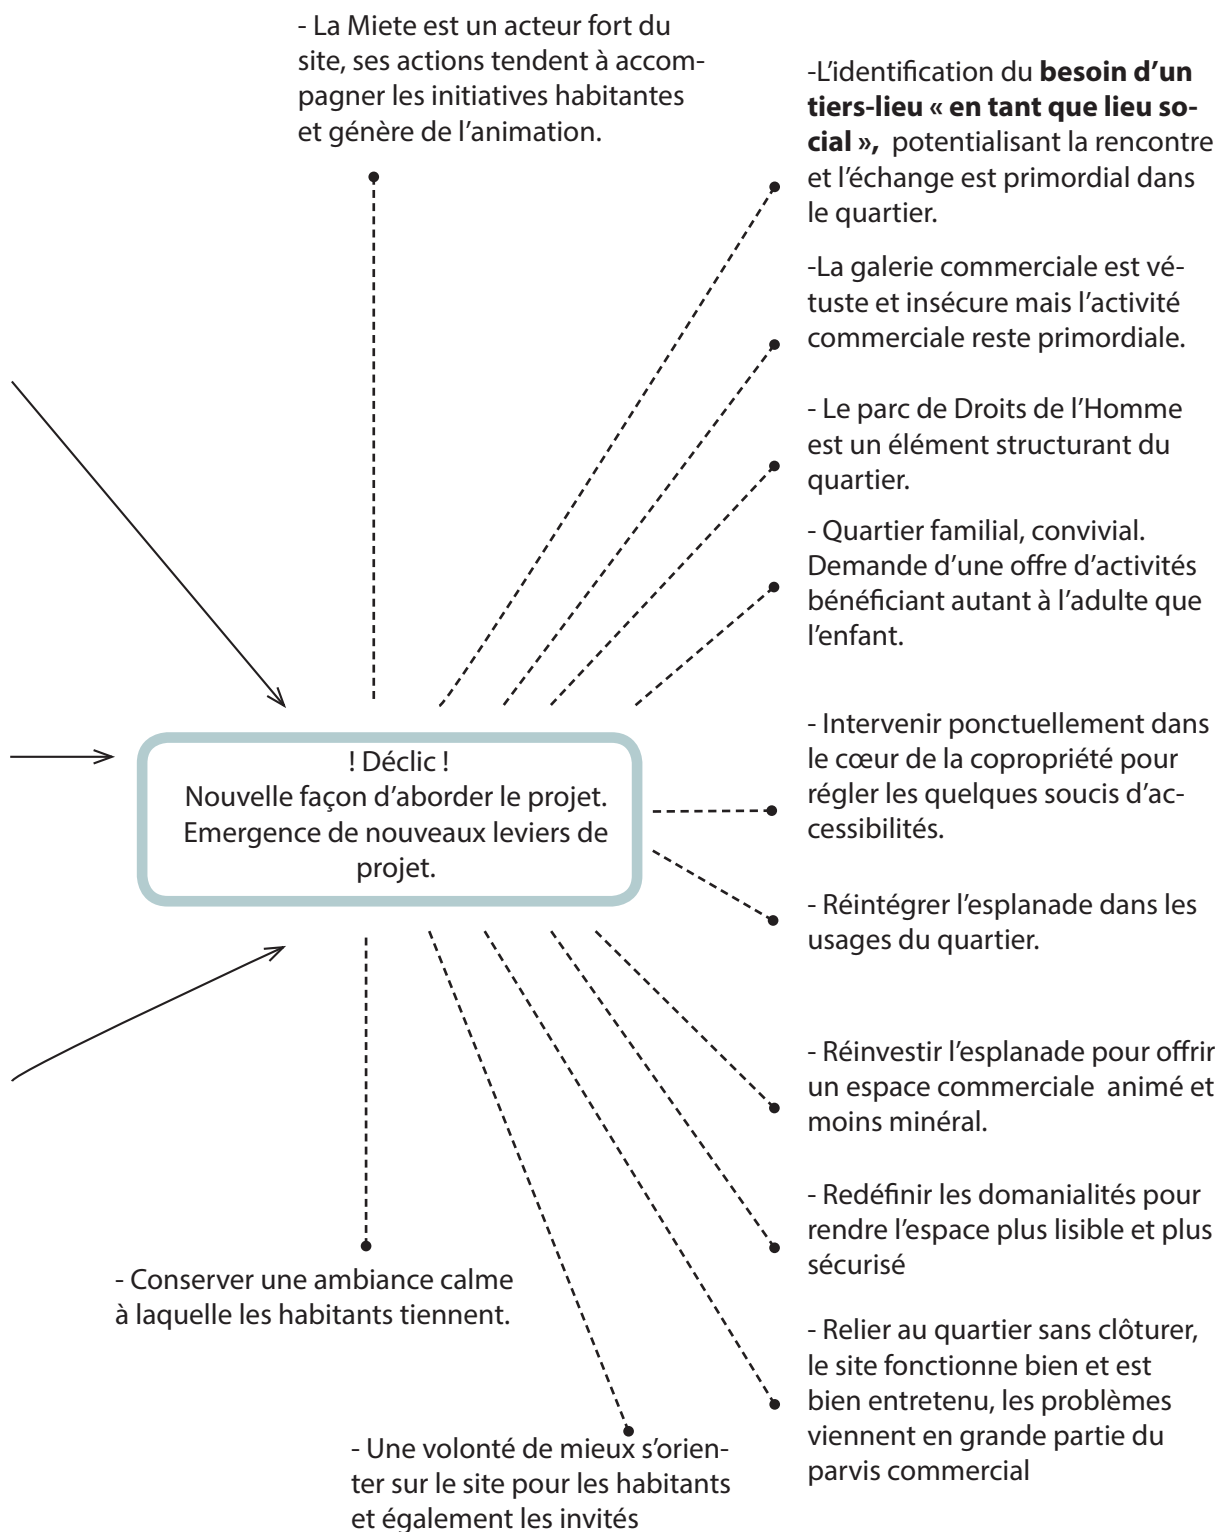 - La Miete est un acteur fort du
site, ses actions tendent à accom-
pagner les initiatives habitantes
et génère de l'animation.
-L'identification du besoin d'un
tiers-lieu « en tant que lieu so-
cial »,  potentialisant la rencontre
et l'échange est primordial dans
le quartier.
-La galerie commerciale est vé-
tuste et insécure mais l'activité
commerciale reste primordiale.
- Le parc de Droits de l'Homme
est un élément structurant du
quartier.
- Quartier familial, convivial.
Demande d'une offre d'activités
bénéficiant autant à l'adulte que
l'enfant.
- Intervenir ponctuellement dans
le cœur de la copropriété pour
régler les quelques soucis d'ac-
cessibilités.
! Déclic !
Nouvelle façon d'aborder le projet.
Emergence de nouveaux leviers de
projet.
- Réintégrer l'esplanade dans les
usages du quartier.
- Réinvestir l'esplanade pour offrir
un espace commerciale  animé et
moins minéral.
- Redéfinir les domanialités pour
rendre l'espace plus lisible et plus
sécurisé
- Conserver une ambiance calme
à laquelle les habitants tiennent.
- Relier au quartier sans clôturer,
le site fonctionne bien et est
bien entretenu, les problèmes
viennent en grande partie du
parvis commercial
- Une volonté de mieux s'orien-
ter sur le site pour les habitants
et également les invités